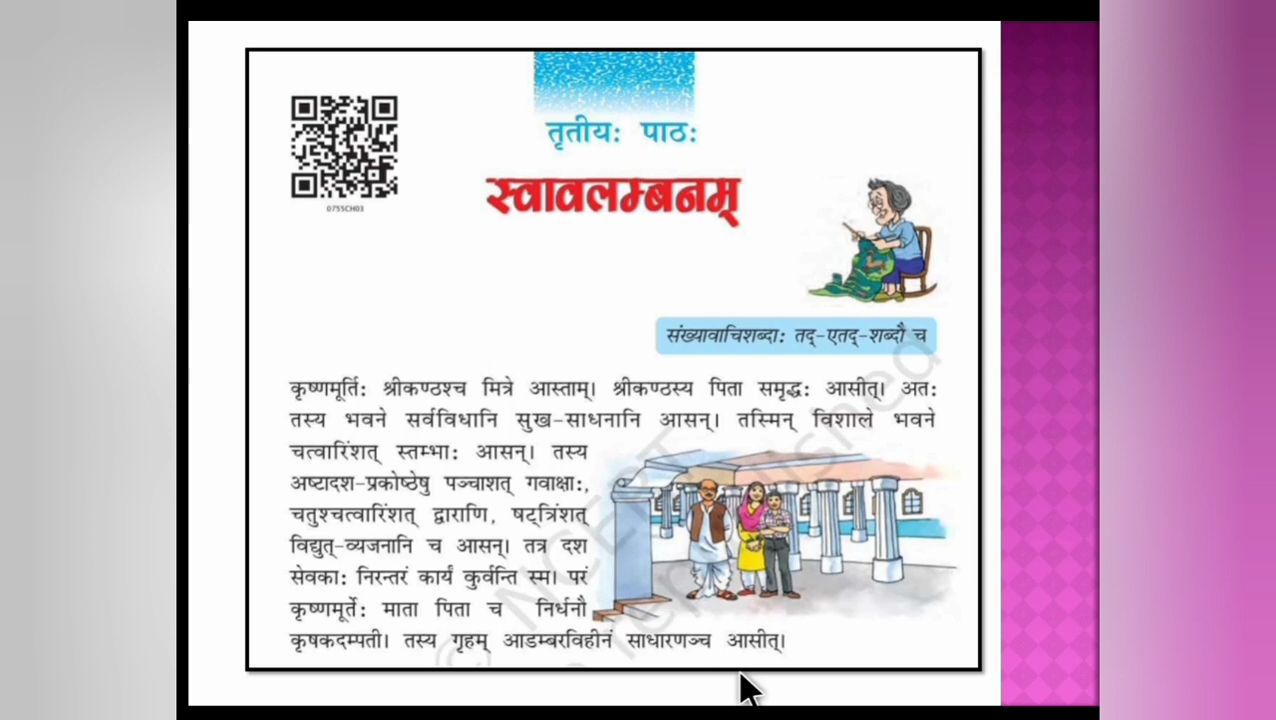 0755CH03
तृतीयः पाठः
स्वावलम्बनम्
संख्यावाचिशब्दाः तद्-एतद्-शब्दौ च
कृष्णमूर्तिः श्रीकण्ठश्च मित्रे आस्ताम्। श्रीकण्ठस्य पिता समृद्धः आसीत्। अतः
तस्य भवने सर्वविधानि सुख-साधनानि आसन्। तस्मिन् विशाले भवने
चत्वारिंशत् स्तम्भाः आसन्। तस्य
अष्टादश-प्रकोष्ठेषु पञ्चाशत् गवाक्षाः,
चतुश्चत्वारिंशत् द्वाराणि, षट्त्रिंशत्
विद्युत्-व्यजनानि च आसन्। तत्र दश
सेवकाः निरन्तरं कार्यं कुर्वन्ति स्म। परं
कृष्णमूर्तेः माता पिता च निर्धनौ
कृषकदम्पती। तस्य गृहम् आडम्बरविहीनं साधारणञ्च आसीत्।
© NCERT